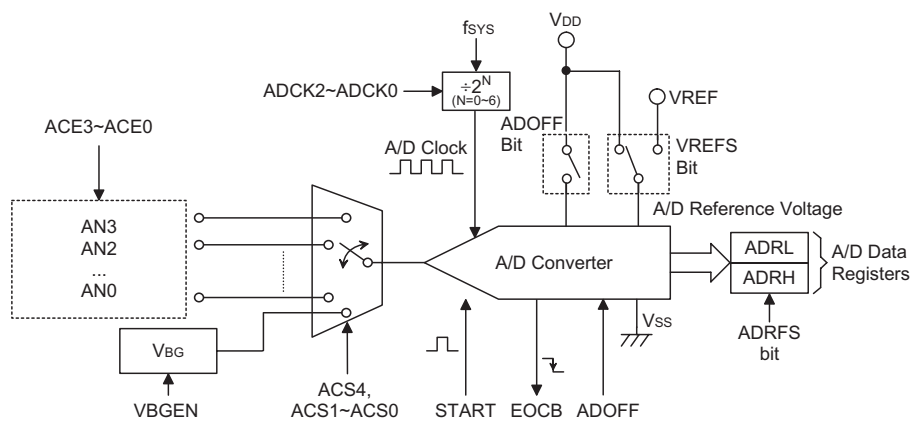 fSYS
VDD
ADCK2~ADCK0
÷2N
(N=0~6)
VREF
ACE3~ACE0
A/D Clock
ADOFF
Bit
VREFS
Bit
A/D Reference Voltage
AN3
AN2
...
AN0
A/D Converter
ADRL
ADRH
A/D Data
Registers
VSS
ADRFS
bit
VBG
VBGEN
ACS4,
ACS1~ACS0
START
EOCB
ADOFF